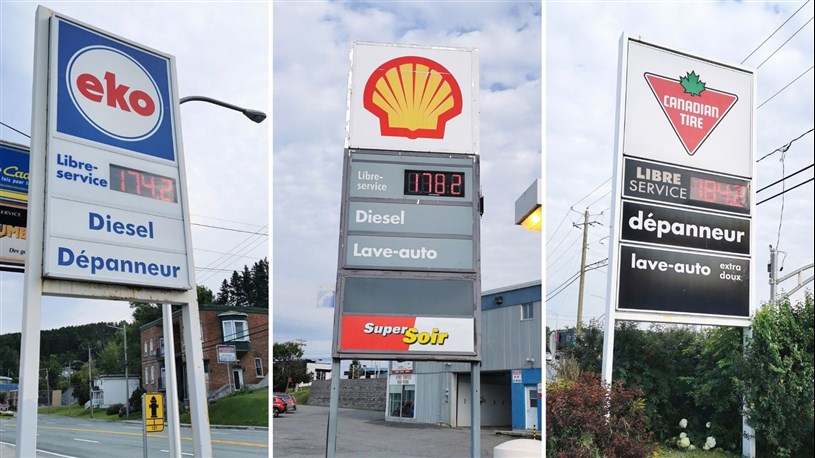 eko
Libre-
service 174.2
Diesel
Dépanneur
Libre-
service 178.2
Diesel
Lave-auto
Super Soir
CANADIAN
TIRE
LIBRE
SERVICE 184.2
dépanneur
lave-auto extra
doux